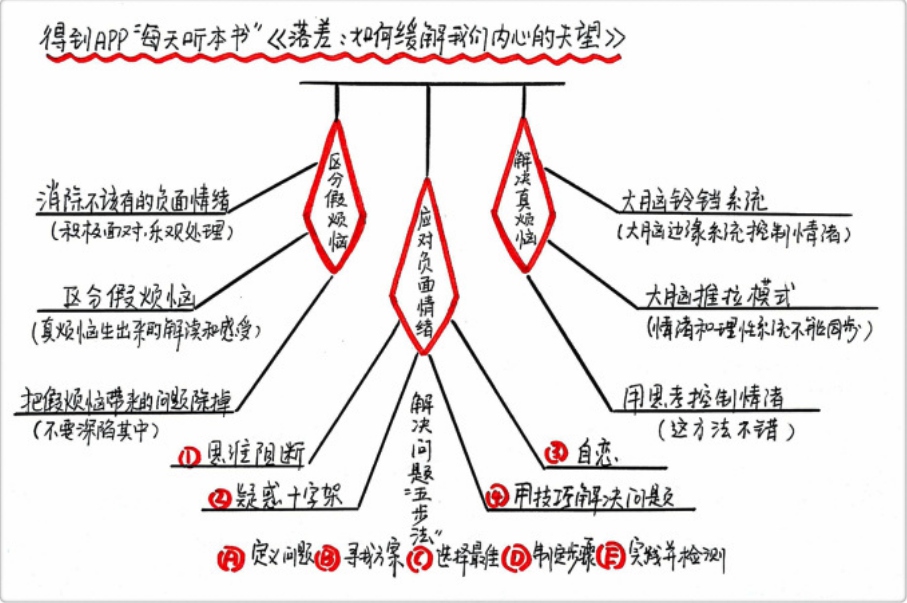 得到APP"每天听本书"《落差:如何缓解我们内心的失望》
区分假烦恼
消除不该有的负面情绪
(积极面对,乐观处理)
区分假烦恼
(真烦恼生出来的解读和感受)
把假烦恼带来的问题除掉
(不要深陷其中)
应对负面情绪
① 思维阻断
② 疑惑十字架
③ 自恋
④ 用技巧解决问题
解决问题"五步法"
Ⓐ 定义问题 Ⓑ 寻找方案 Ⓒ 选择最佳 Ⓓ 制定步骤 Ⓔ 实践并检测
解决真烦恼
大脑铃铛系统
(大脑边缘系统控制情绪)
大脑推拉模式
(情绪和理性系统不能同步)
用思考控制情绪
(这方法不错)